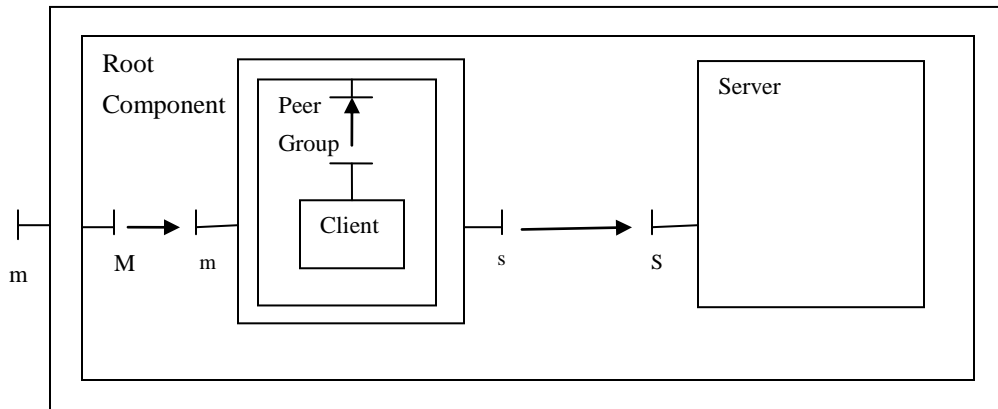 Root
Component
Peer
Group
Client
Server
m
M
m
s
S